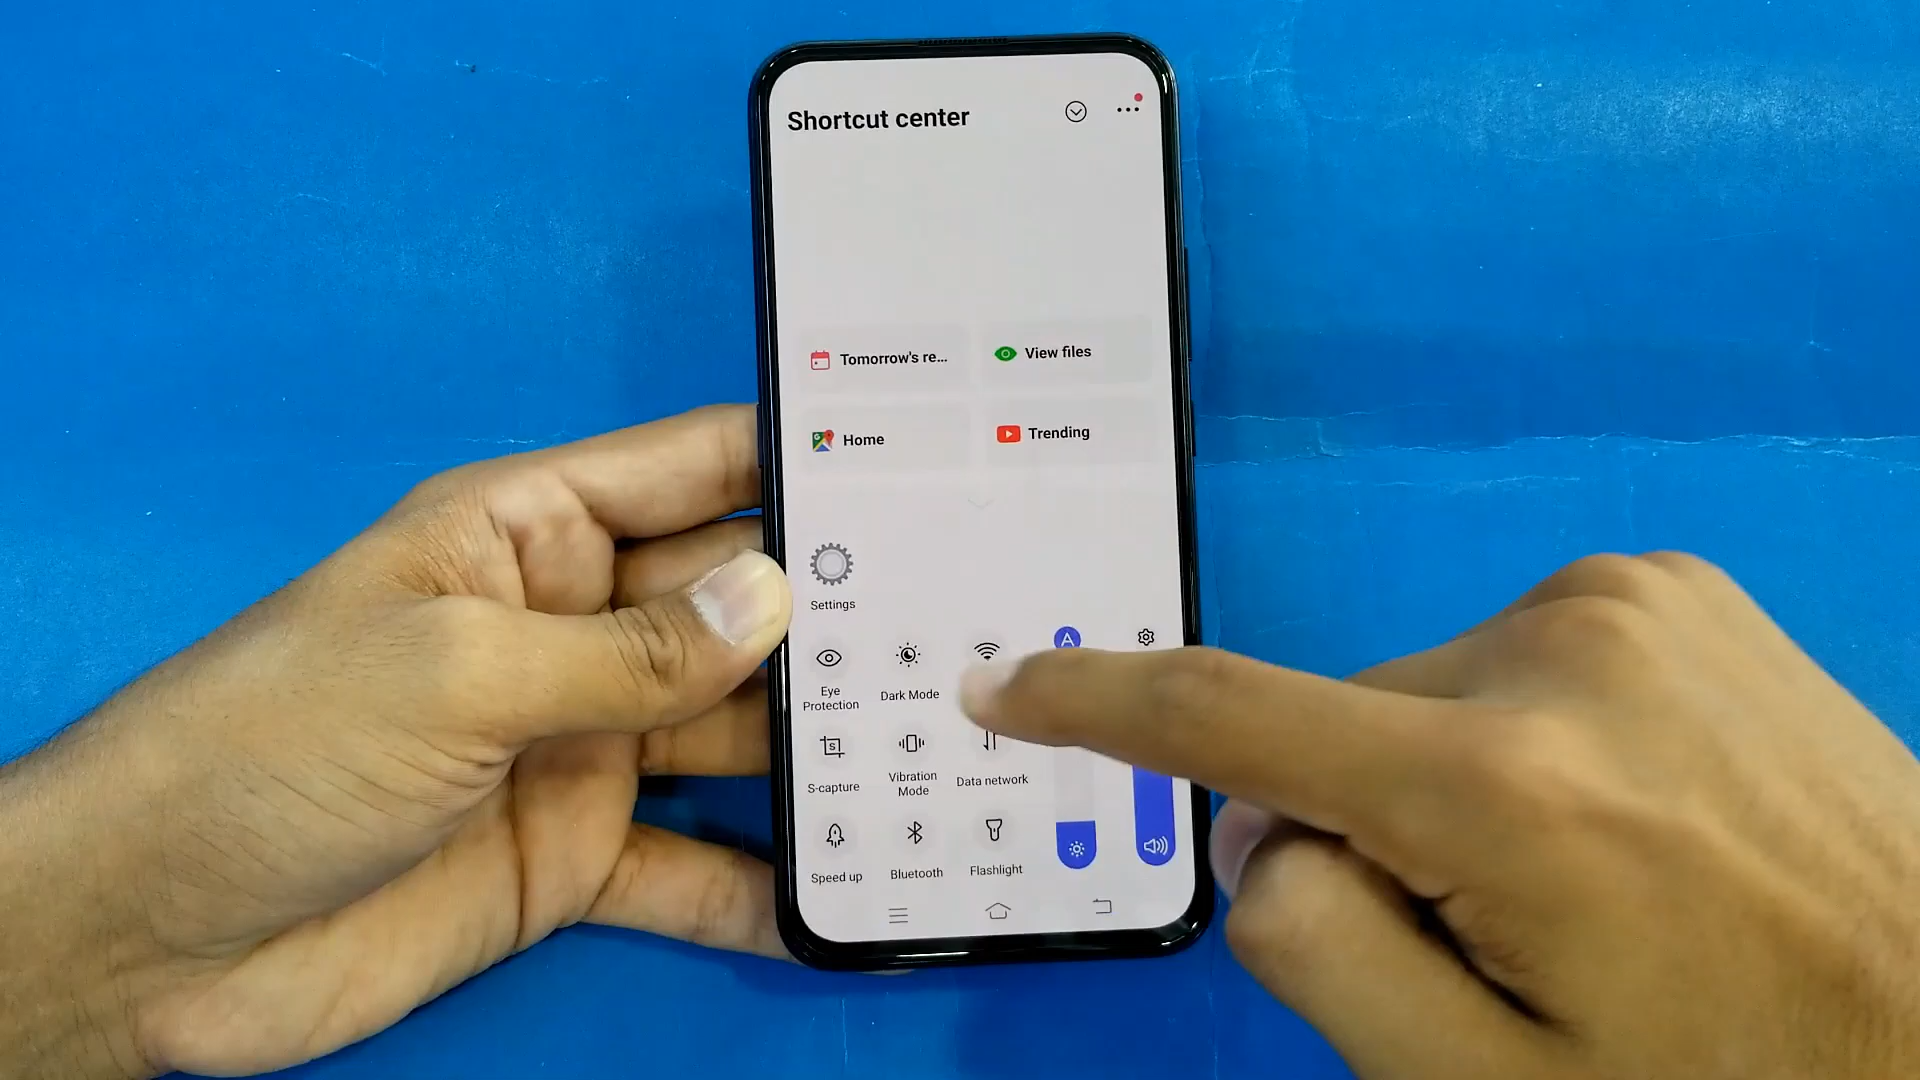 Shortcut center
Tomorrow's re...
View files
Home
Trending
Settings
A
Eye
Protection
Dark Mode
S
S-capture
Vibration
Mode
Data network
Speed up
Bluetooth
Flashlight